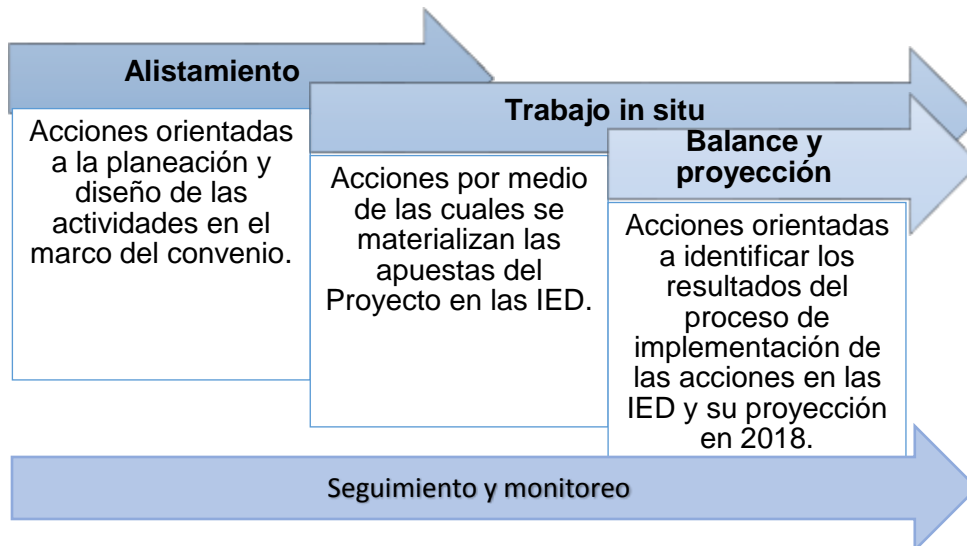 Alistamiento
Acciones orientadas
a la planeación y
diseño de las
actividades en el
marco del convenio.
Trabajo in situ
Acciones por medio
de las cuales se
materializan las
apuestas del
Proyecto en las IED.
Balance y
proyección
Acciones orientadas
a identificar los
resultados del
proceso de
implementación de
las acciones en las
IED y su proyección
en 2018.
Seguimiento y monitoreo